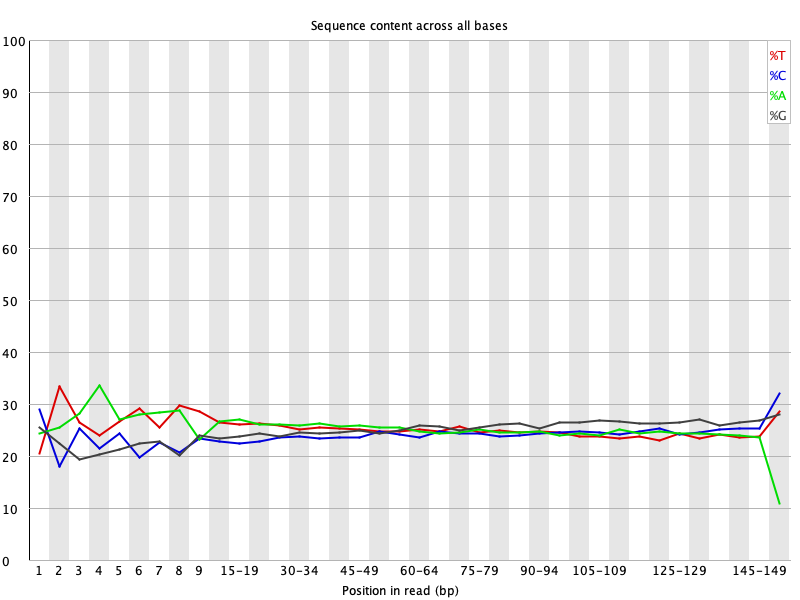 Sequence content across all bases
100
90
80
70
60
50
40
30
20
10
0
%T
%C
%A
%G
1 2 3 4 5 6 7 8 9 15-19 30-34 45-49 60-64 75-79 90-94 105-109 125-129 145-149
Position in read (bp)